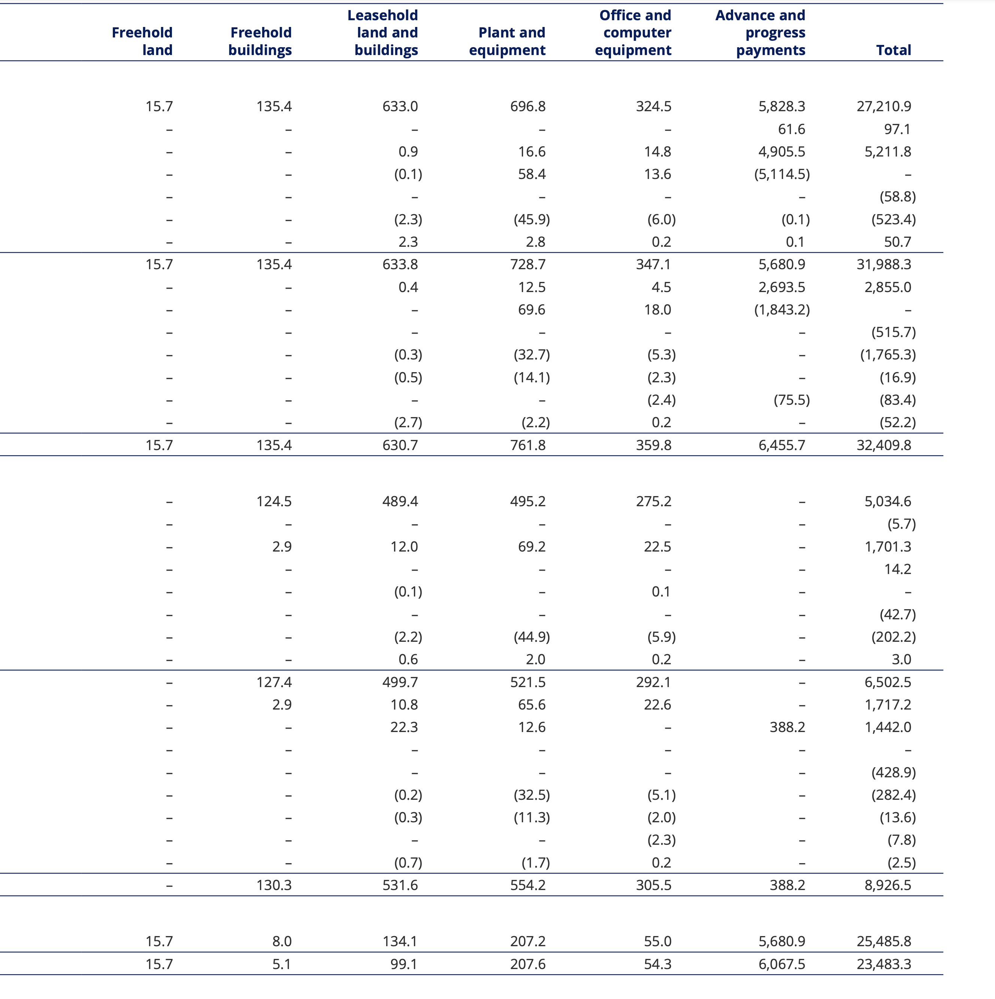 Leasehold Office and Advance and
Freehold Freehold land and Plant and computer progress
land buildings buildings equipment equipment payments Total
15.7 135.4 633.0 696.8 324.5 5,828.3 27,210.9
– – – – – 61.6 97.1
– – 0.9 16.6 14.8 4,905.5 5,211.8
– – (0.1) 58.4 13.6 (5,114.5) –
– – – – – – (58.8)
– – (2.3) (45.9) (6.0) (0.1) (523.4)
– – 2.3 2.8 0.2 0.1 50.7
15.7 135.4 633.8 728.7 347.1 5,680.9 31,988.3
– – 0.4 12.5 4.5 2,693.5 2,855.0
– – – 69.6 18.0 (1,843.2) –
– – – – – – (515.7)
– – (0.3) (32.7) (5.3) – (1,765.3)
– – (0.5) (14.1) (2.3) – (16.9)
– – – – (2.4) (75.5) (83.4)
– – (2.7) (2.2) 0.2 – (52.2)
15.7 135.4 630.7 761.8 359.8 6,455.7 32,409.8
– 124.5 489.4 495.2 275.2 – 5,034.6
– – – – – – (5.7)
– 2.9 12.0 69.2 22.5 – 1,701.3
– – – – – – 14.2
– – (0.1) – 0.1 – –
– – – – – – (42.7)
– – (2.2) (44.9) (5.9) – (202.2)
– – 0.6 2.0 0.2 – 3.0
– 127.4 499.7 521.5 292.1 – 6,502.5
– 2.9 10.8 65.6 22.6 – 1,717.2
– – 22.3 12.6 – 388.2 1,442.0
– – – – – – –
– – – – – – (428.9)
– – (0.2) (32.5) (5.1) – (282.4)
– – (0.3) (11.3) (2.0) – (13.6)
– – – – (2.3) – (7.8)
– – (0.7) (1.7) 0.2 – (2.5)
– 130.3 531.6 554.2 305.5 388.2 8,926.5
15.7 8.0 134.1 207.2 55.0 5,680.9 25,485.8
15.7 5.1 99.1 207.6 54.3 6,067.5 23,483.3